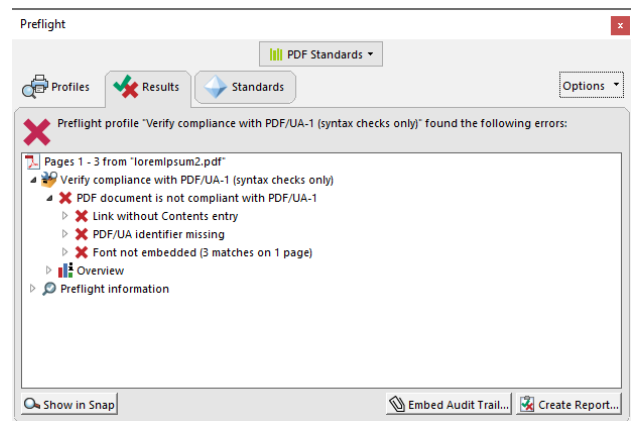 Preflight
PDF Standards
Profiles Results Standards Options
Preflight profile "Verify compliance with PDF/UA-1 (syntax checks only)" found the following errors:
Pages 1 - 3 from "loremIpsum2.pdf"
Verify compliance with PDF/UA-1 (syntax checks only)
PDF document is not compliant with PDF/UA-1
Link without Contents entry
PDF/UA identifier missing
Font not embedded (3 matches on 1 page)
Overview
Preflight information
Show in Snap Embed Audit Trail... Create Report...